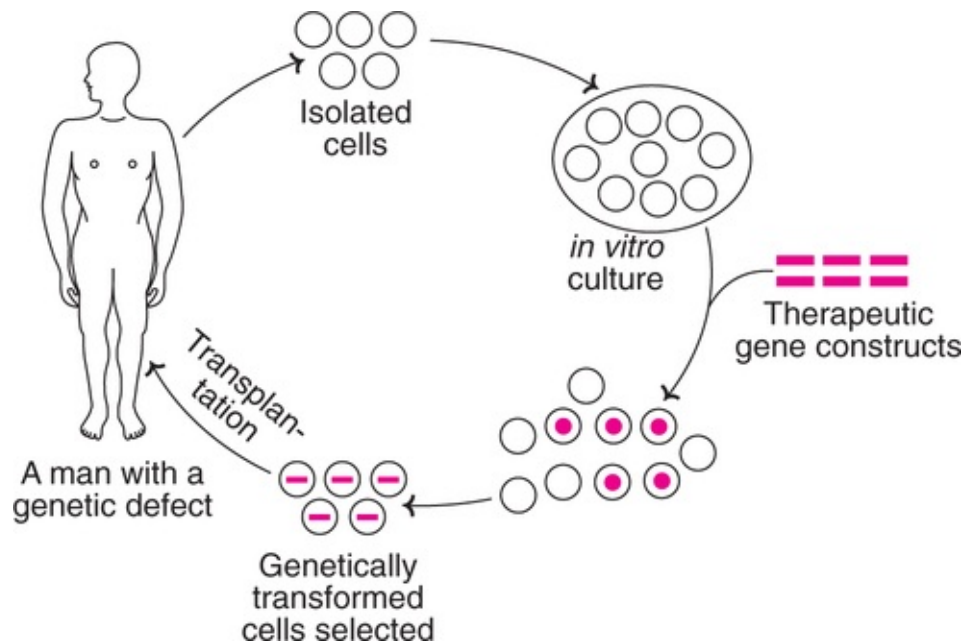 Isolated
cells
in vitro
culture
Therapeutic
gene constructs
Transplan-
tation
A man with a
genetic defect
Genetically
transformed
cells selected